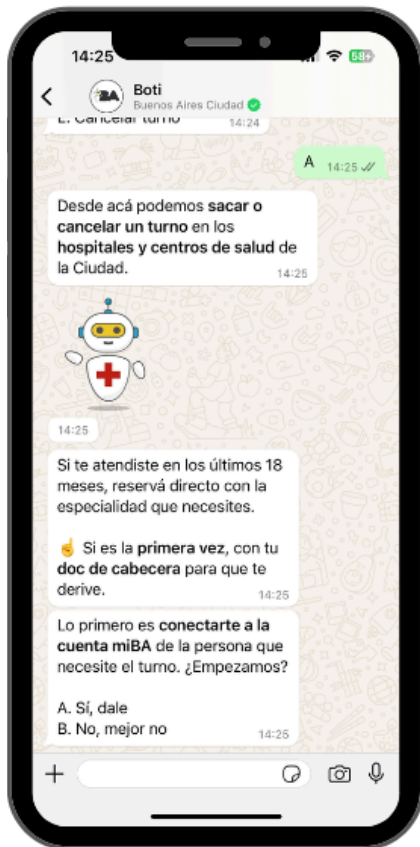 14:25
58+
BA
Boti
Buenos Aires Ciudad
E. Cancelar turno 14:24
A 14:25
Desde acá podemos sacar o
cancelar un turno en los
hospitales y centros de salud de
la Ciudad.
14:25
14:25
Si te atendiste en los últimos 18
meses, reservá directo con la
especialidad que necesites.
☝ Si es la primera vez, con tu
doc de cabecera para que te
derive.
14:25
Lo primero es conectarte a la
cuenta miBA de la persona que
necesite el turno. ¿Empezamos?
A. Sí, dale
B. No, mejor no
14:25